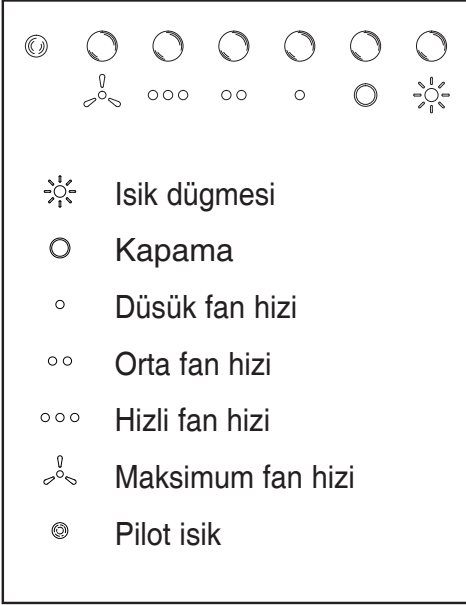 Isik dügmesi
Kapama
Düsük fan hizi
Orta fan hizi
Hizli fan hizi
Maksimum fan hizi
Pilot isik